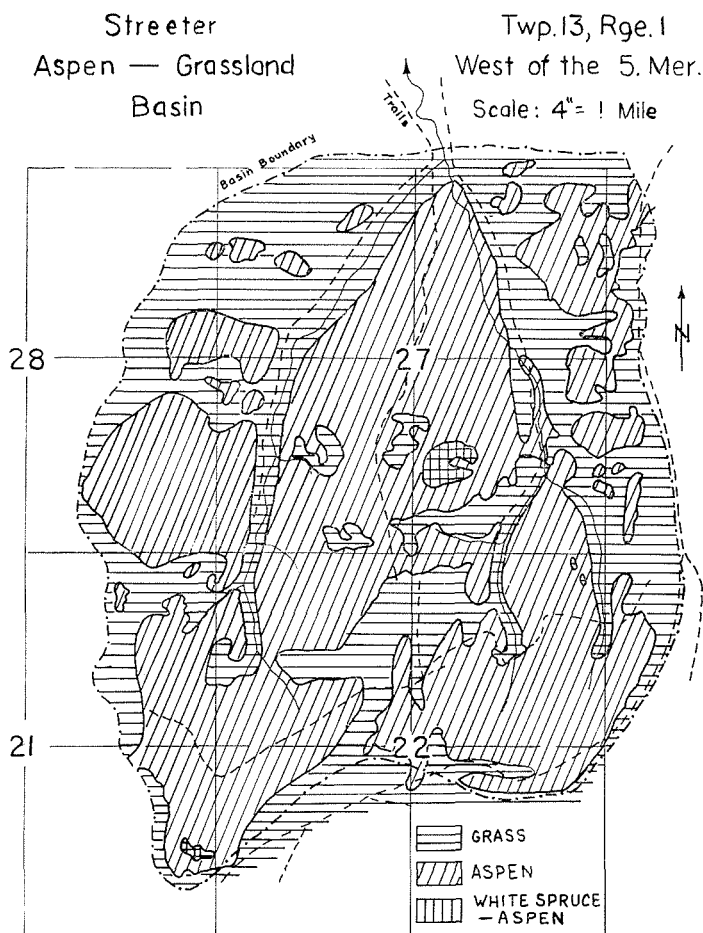 Streeter
Aspen — Grassland
Basin
Twp.13, Rge.1
West of the 5. Mer.
Scale: 4"= 1 Mile
Trails
Basin Boundary
N
28
27
21
22
GRASS
ASPEN
WHITE SPRUCE
– ASPEN